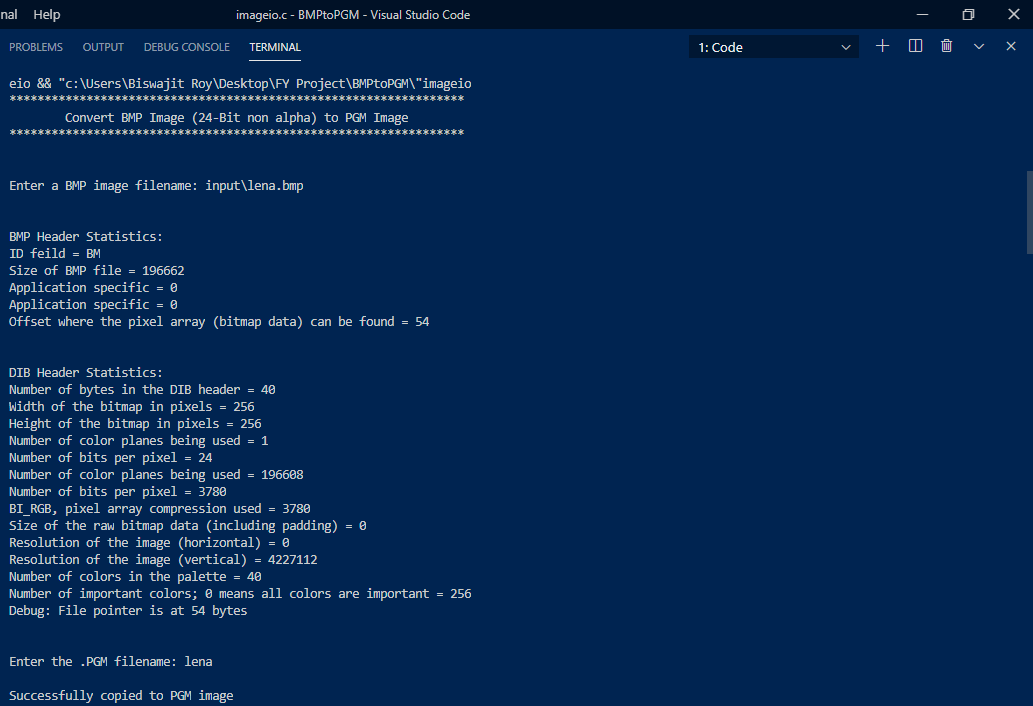 nal Help imageio.c - BMPtoPGM - Visual Studio Code
PROBLEMS OUTPUT DEBUG CONSOLE TERMINAL 1: Code
eio && "c:\Users\Biswajit Roy\Desktop\FY Project\BMPtoPGM\"imageio
*****************************************************************
Convert BMP Image (24-Bit non alpha) to PGM Image
*****************************************************************
Enter a BMP image filename: input\lena.bmp
BMP Header Statistics:
ID feild = BM
Size of BMP file = 196662
Application specific = 0
Application specific = 0
Offset where the pixel array (bitmap data) can be found = 54
DIB Header Statistics:
Number of bytes in the DIB header = 40
Width of the bitmap in pixels = 256
Height of the bitmap in pixels = 256
Number of color planes being used = 1
Number of bits per pixel = 24
Number of color planes being used = 196608
Number of bits per pixel = 3780
BI_RGB, pixel array compression used = 3780
Size of the raw bitmap data (including padding) = 0
Resolution of the image (horizontal) = 0
Resolution of the image (vertical) = 4227112
Number of colors in the palette = 40
Number of important colors; 0 means all colors are important = 256
Debug: File pointer is at 54 bytes
Enter the .PGM filename: lena
Successfully copied to PGM image